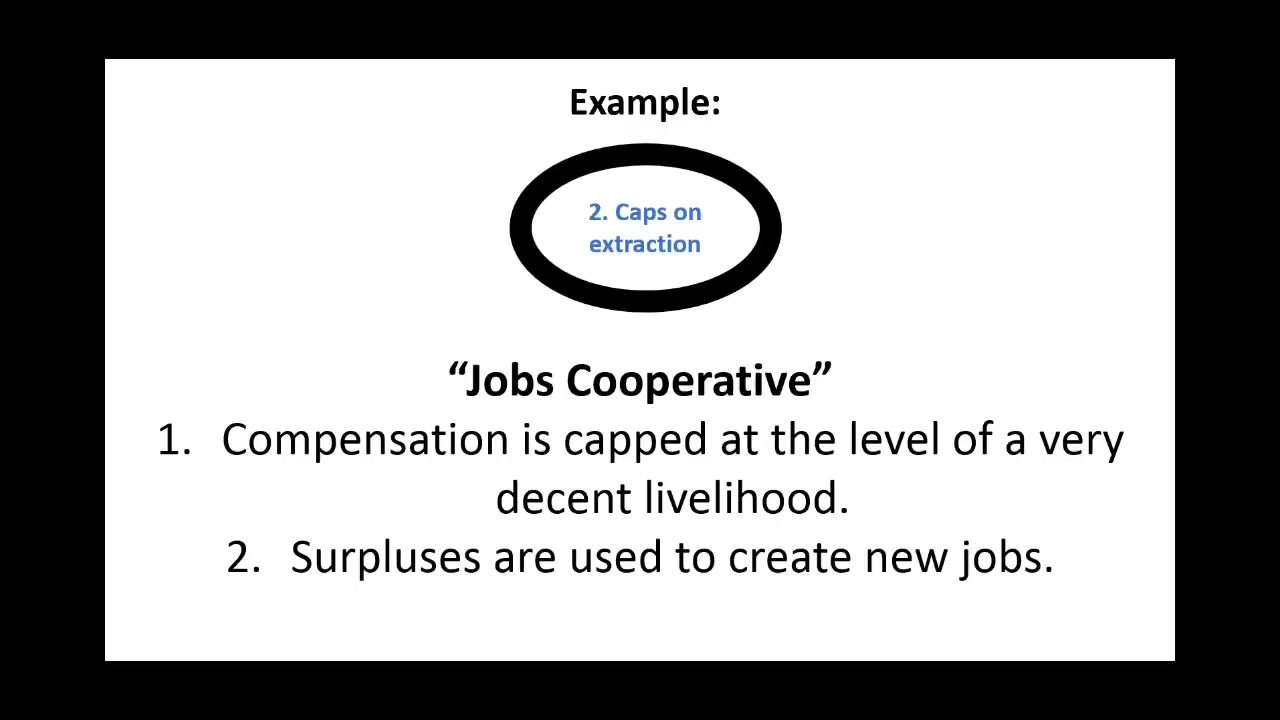 Example:
2. Caps on
extraction
“Jobs Cooperative”
1. Compensation is capped at the level of a very
decent livelihood.
2. Surpluses are used to create new jobs.